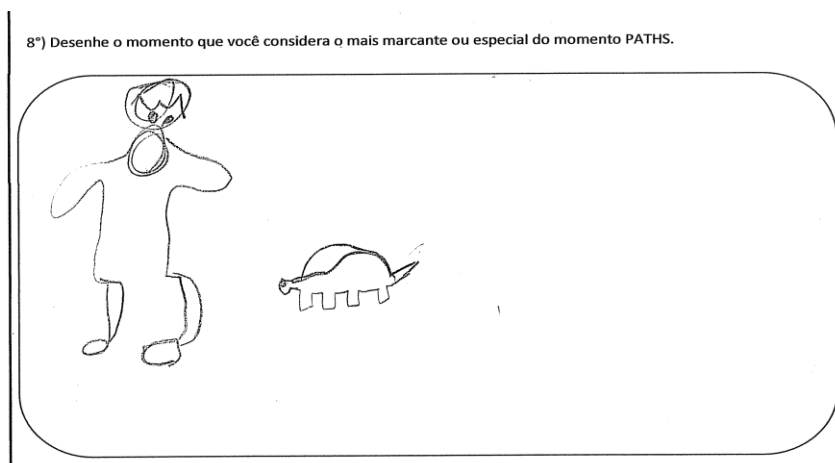 8°) Desenhe o momento que você considera o mais marcante ou especial do momento PATHS.